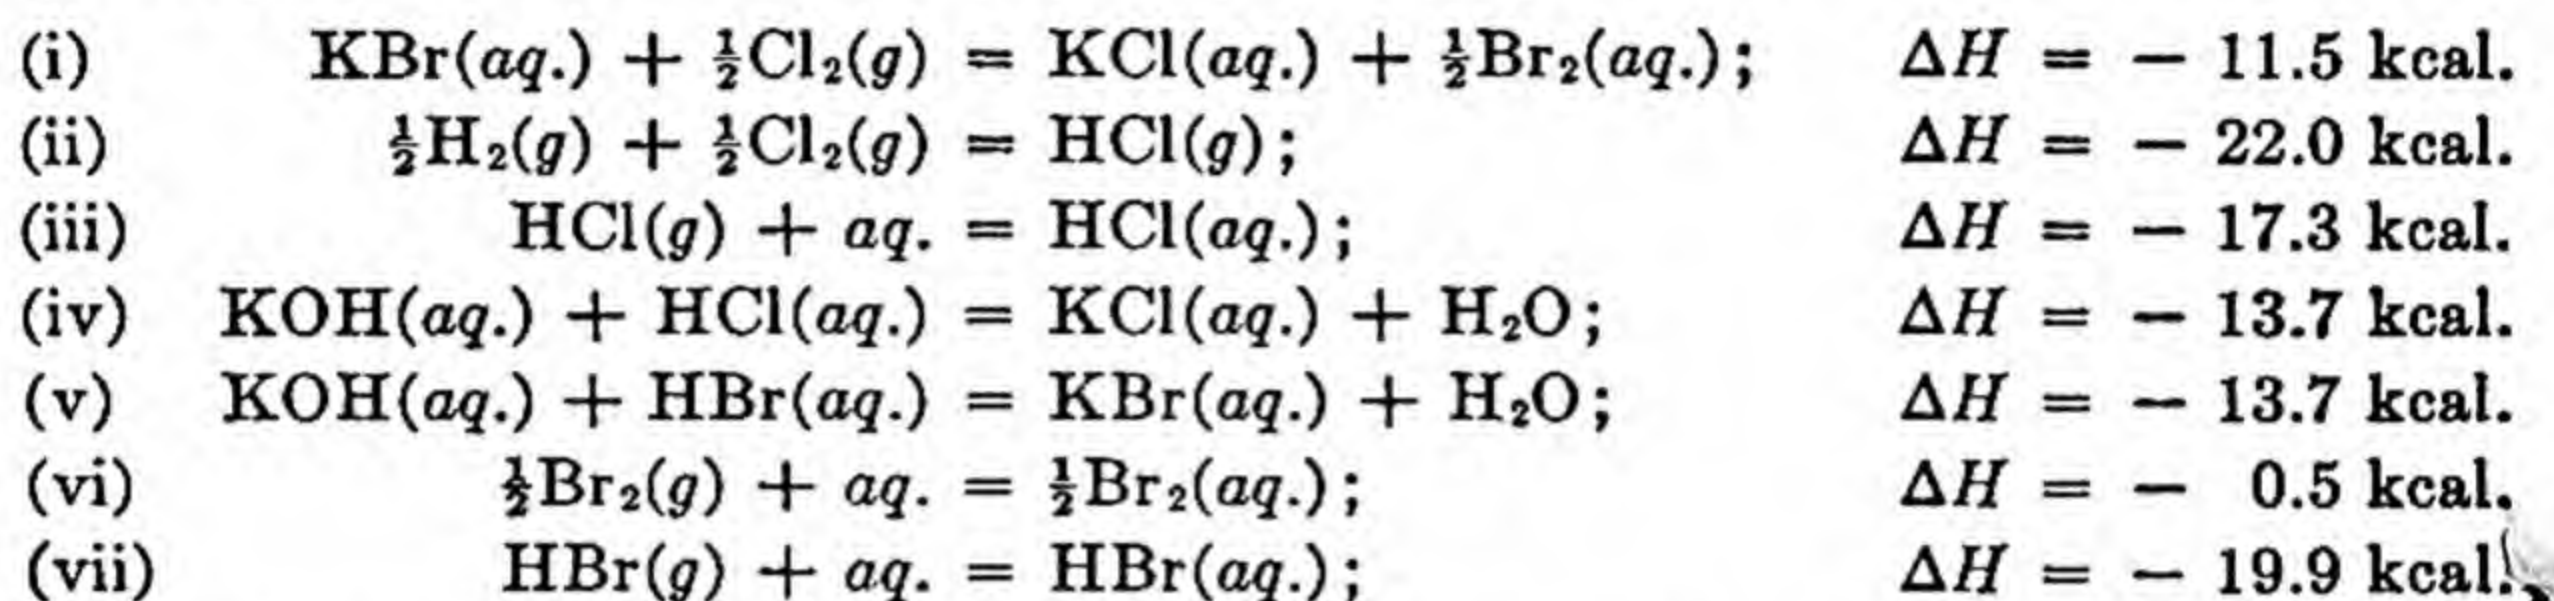 (i) KBr(aq.) + ½Cl₂(g) = KCl(aq.) + ½Br₂(aq.); ΔH = − 11.5 kcal.
(ii) ½H₂(g) + ½Cl₂(g) = HCl(g); ΔH = − 22.0 kcal.
(iii) HCl(g) + aq. = HCl(aq.); ΔH = − 17.3 kcal.
(iv) KOH(aq.) + HCl(aq.) = KCl(aq.) + H₂O; ΔH = − 13.7 kcal.
(v) KOH(aq.) + HBr(aq.) = KBr(aq.) + H₂O; ΔH = − 13.7 kcal.
(vi) ½Br₂(g) + aq. = ½Br₂(aq.); ΔH = − 0.5 kcal.
(vii) HBr(g) + aq. = HBr(aq.); ΔH = − 19.9 kcal.